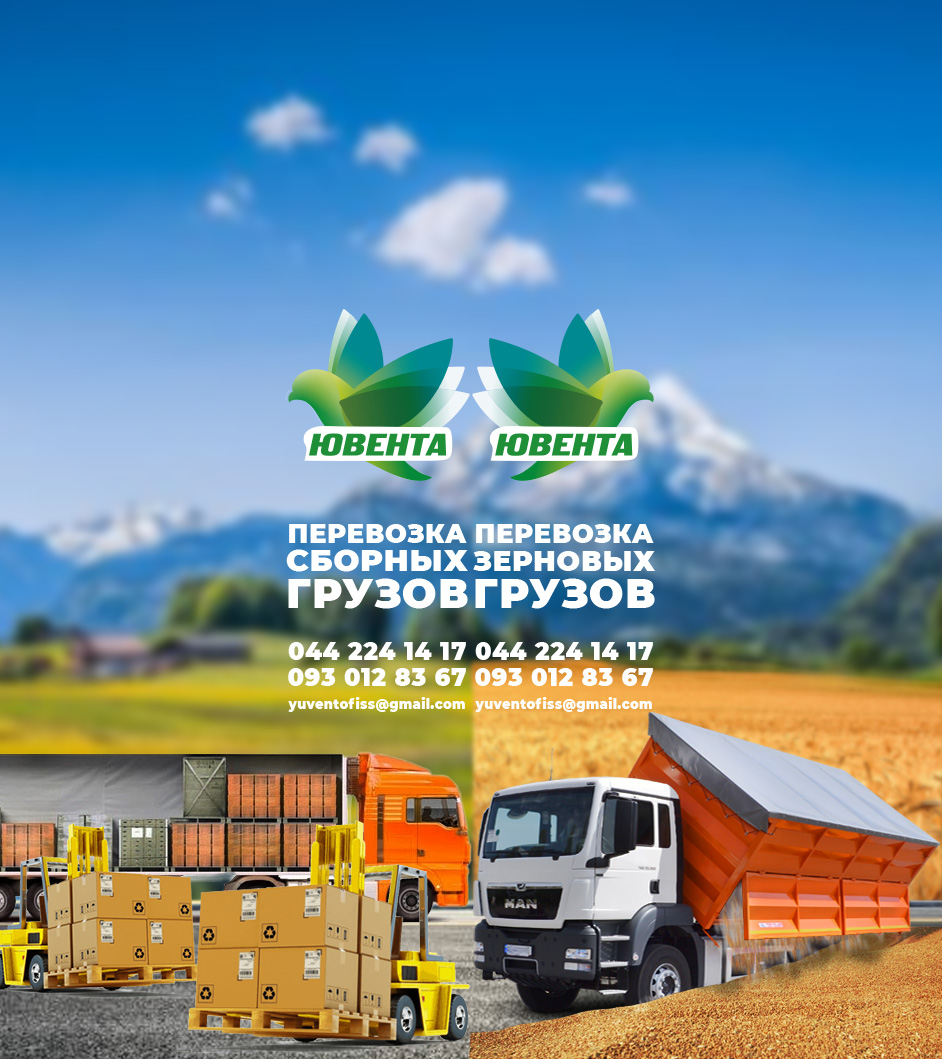 ЮВЕНТА
ПЕРЕВОЗКА
СБОРНЫХ
ГРУЗОВ
044 224 14 17
093 012 83 67
yuventofiss@gmail.com
ЮВЕНТА
ПЕРЕВОЗКА
ЗЕРНОВЫХ
ГРУЗОВ
044 224 14 17
093 012 83 67
yuventofiss@gmail.com
MAN